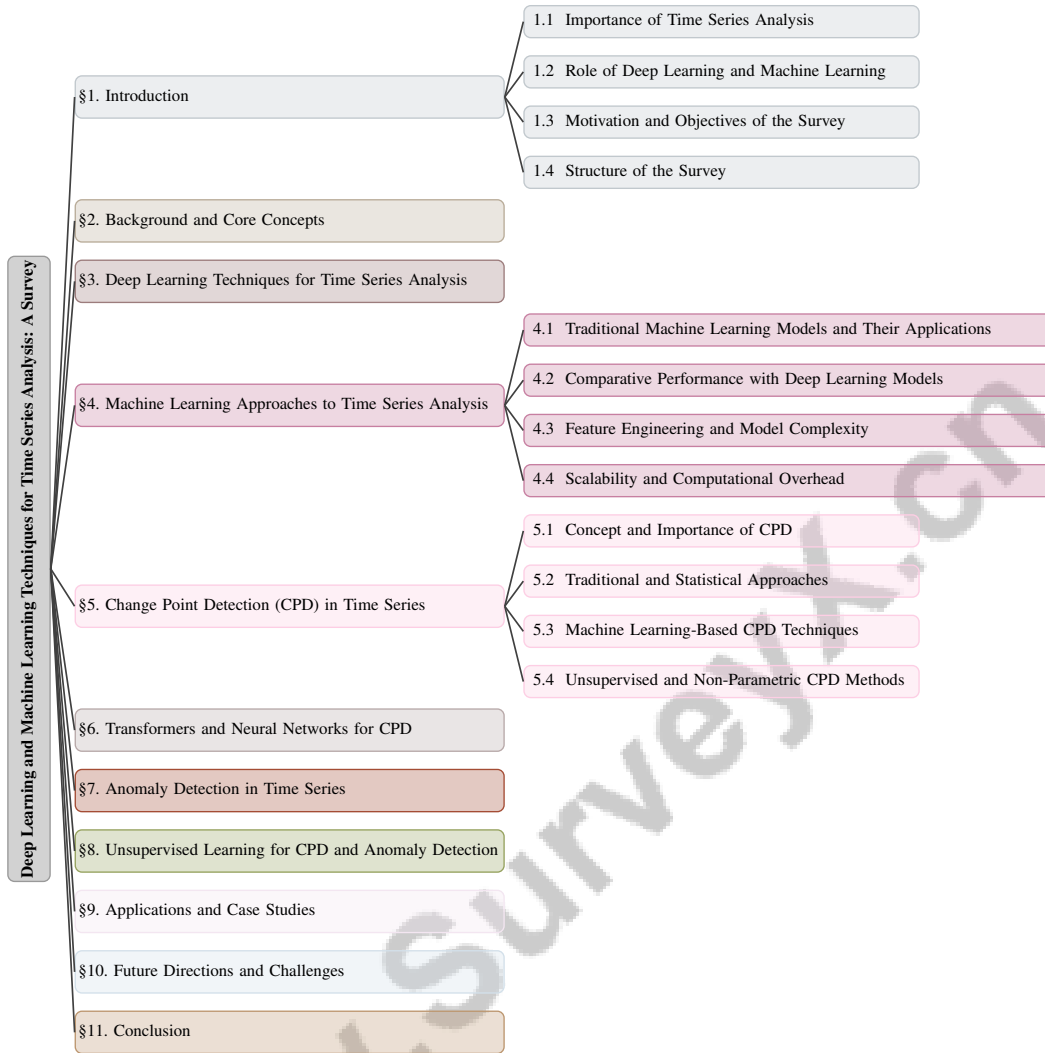 Deep Learning and Machine Learning Techniques for Time Series Analysis: A Survey
§1. Introduction
1.1 Importance of Time Series Analysis
1.2 Role of Deep Learning and Machine Learning
1.3 Motivation and Objectives of the Survey
1.4 Structure of the Survey
§2. Background and Core Concepts
§3. Deep Learning Techniques for Time Series Analysis
§4. Machine Learning Approaches to Time Series Analysis
4.1 Traditional Machine Learning Models and Their Applications
4.2 Comparative Performance with Deep Learning Models
4.3 Feature Engineering and Model Complexity
4.4 Scalability and Computational Overhead
§5. Change Point Detection (CPD) in Time Series
5.1 Concept and Importance of CPD
5.2 Traditional and Statistical Approaches
5.3 Machine Learning-Based CPD Techniques
5.4 Unsupervised and Non-Parametric CPD Methods
§6. Transformers and Neural Networks for CPD
§7. Anomaly Detection in Time Series
§8. Unsupervised Learning for CPD and Anomaly Detection
§9. Applications and Case Studies
§10. Future Directions and Challenges
§11. Conclusion
.Surveyx.cn